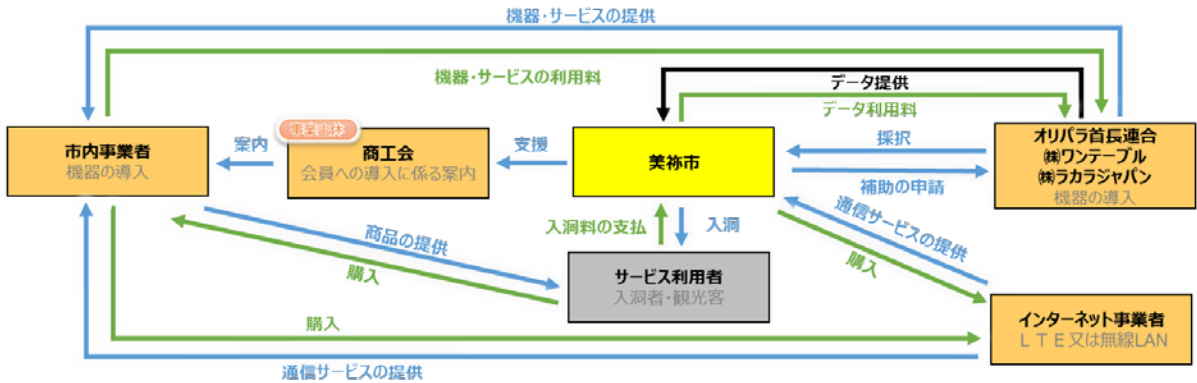 機器・サービスの提供
機器・サービスの利用料
データ提供
データ利用料
事業主体
市内事業者
機器の導入
案内
商工会
会員への導入に係る案内
支援
美祢市
採択
補助の申請
オリパラ首長連合
㈱ワンテーブル
㈱ラカラジャパン
機器の導入
商品の提供
購入
入洞料の支払
入洞
通信サービスの提供
購入
サービス利用者
入洞者・観光客
インターネット事業者
ＬＴＥ又は無線LAN
購入
通信サービスの提供